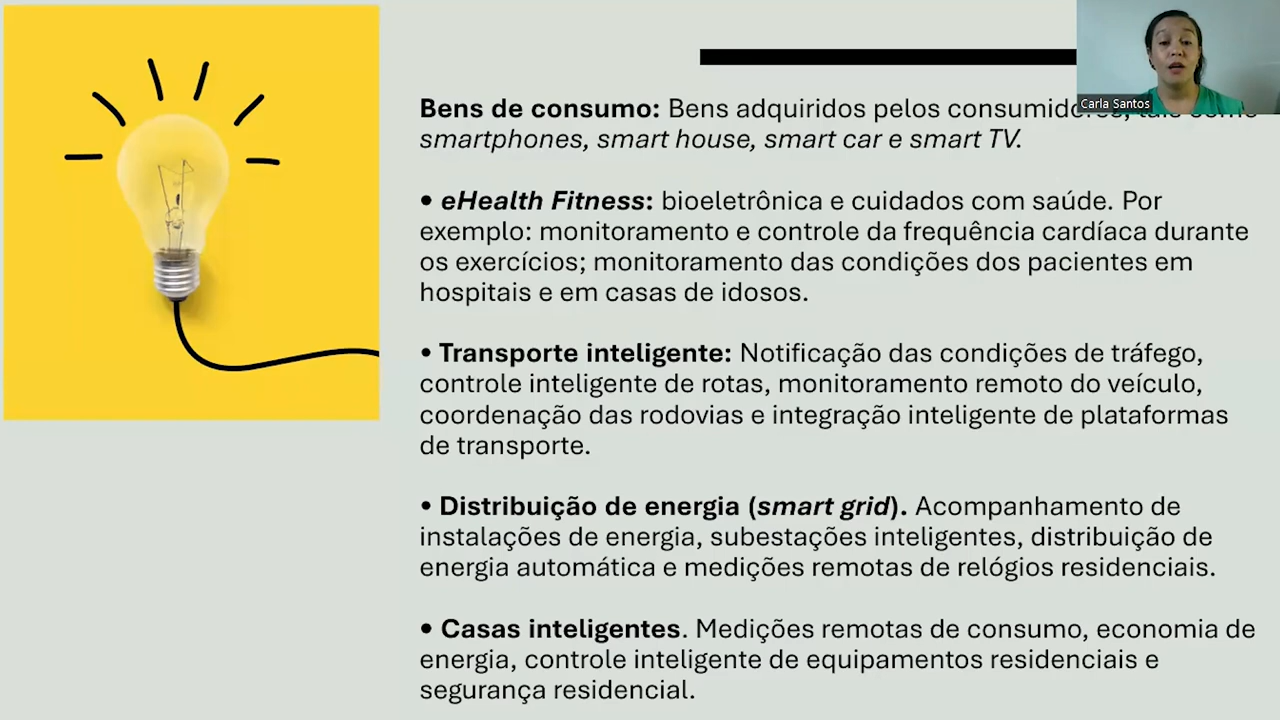 Carla Santos
Bens de consumo: Bens adquiridos pelos consumidores, tais como
smartphones, smart house, smart car e smart TV.
• eHealth Fitness: bioeletrônica e cuidados com saúde. Por
exemplo: monitoramento e controle da frequência cardíaca durante
os exercícios; monitoramento das condições dos pacientes em
hospitais e em casas de idosos.
• Transporte inteligente: Notificação das condições de tráfego,
controle inteligente de rotas, monitoramento remoto do veículo,
coordenação das rodovias e integração inteligente de plataformas
de transporte.
• Distribuição de energia (smart grid). Acompanhamento de
instalações de energia, subestações inteligentes, distribuição de
energia automática e medições remotas de relógios residenciais.
• Casas inteligentes. Medições remotas de consumo, economia de
energia, controle inteligente de equipamentos residenciais e
segurança residencial.